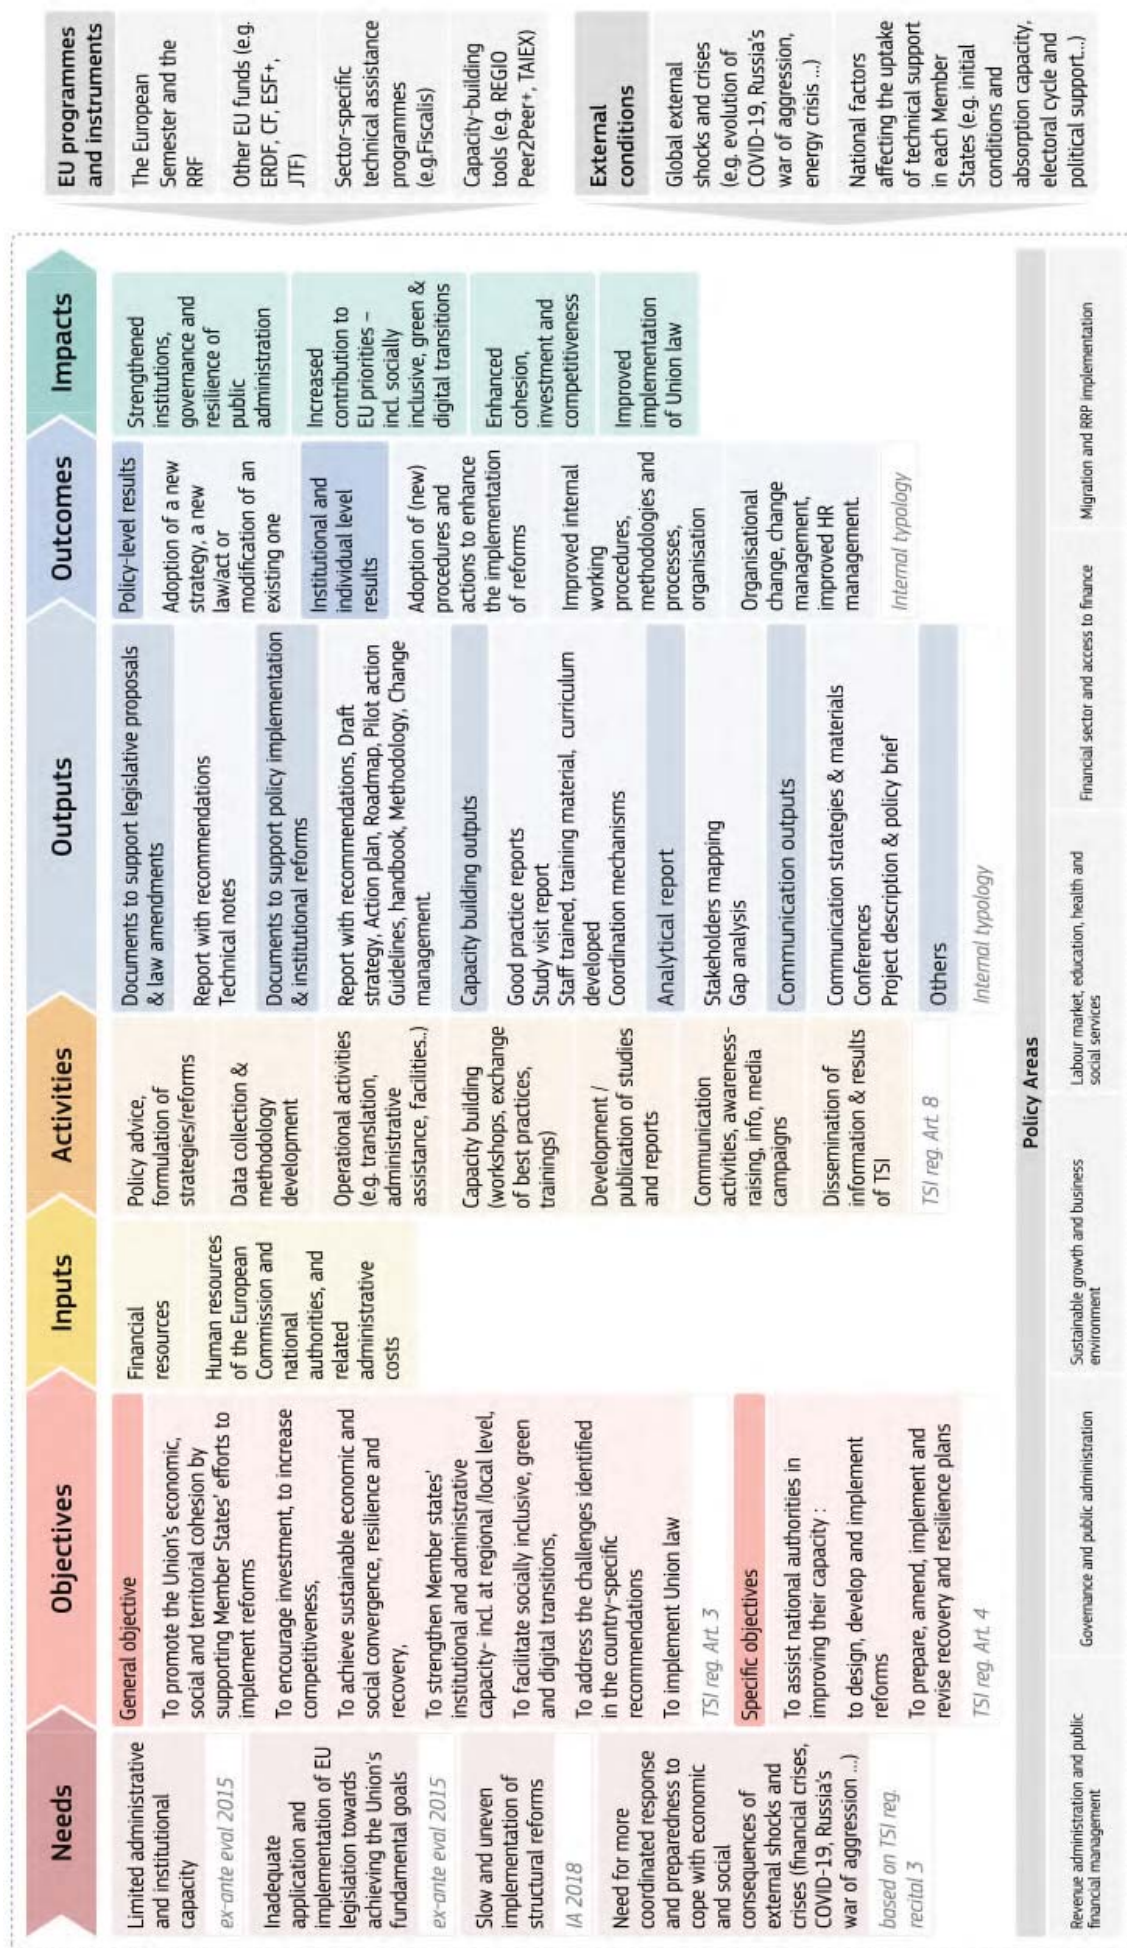 Needs
Limited administrative
and institutional
capacity
ex-ante eval 2015
Inadequate
application and
implementation of EU
legislation towards
achieving the Union's
fundamental goals
ex-ante eval 2015
Slow and uneven
implementation of
structural reforms
IA 2018
Need for more
coordinated response
and preparedness to
cope with economic
and social
consequences of
external shocks and
crises (financial crises,
COVID-19, Russia's
war of aggression ...)
based on TSI reg.
recital 3
Objectives
General objective
To promote the Union's economic,
social and territorial cohesion by
supporting Member States' efforts to
implement reforms
To encourage investment, to increase
competitiveness,
To achieve sustainable economic and
social convergence, resilience and
recovery,
To strengthen Member states'
institutional and administrative
capacity- incl. at regional /local level,
To facilitate socially inclusive, green
and digital transitions,
To address the challenges identified
in the country-specific
recommendations
To implement Union law
TSI reg. Art. 3
Specific objectives
To assist national authorities in
improving their capacity :
to design, develop and implement
reforms
To prepare, amend, implement and
revise recovery and resilience plans
TSI reg. Art. 4
Inputs
Financial
resources
Human resources
of the European
Commission and
national
authorities, and
related
administrative
costs
Activities
Policy advice,
formulation of
strategies/reforms
Data collection &
methodology
development
Operational activities
(e.g. translation,
administrative
assistance, facilities..)
Capacity building
(workshops, exchange
of best practices,
trainings)
Development /
publication of studies
and reports
Communication
activities, awareness-
raising, info, media
campaigns
Dissemination of
information & results
of TSI
TSI reg. Art. 8
Outputs
Documents to support legislative proposals
& law amendments
Report with recommendations
Technical notes
Documents to support policy implementation
& institutional reforms
Report with recommendations, Draft
strategy, Action plan, Roadmap, Pilot action
Guidelines, handbook, Methodology, Change
management.
Capacity building outputs
Good practice reports
Study visit report
Staff trained, training material, curriculum
developed
Coordination mechanisms
Analytical report
Stakeholders mapping
Gap analysis
Communication outputs
Communication strategies & materials
Conferences
Project description & policy brief
Others
Internal typology
Outcomes
Policy-level results
Adoption of a new
strategy, a new
law/act or
modification of an
existing one
Institutional and
individual level
results
Adoption of (new)
procedures and
actions to enhance
the implementation
of reforms
Improved internal
working
procedures,
methodologies and
processes,
organisation
Organisational
change, change
management,
improved HR
management.
Internal typology
Impacts
Strengthened
institutions,
governance and
resilience of
public
administration
Increased
contribution to
EU priorities –
incl. socially
inclusive, green &
digital transitions
Enhanced
cohesion,
investment and
competitiveness
Improved
implementation
of Union law
EU programmes
and instruments
The European
Semester and the
RRF
Other EU funds (e.g.
ERDF, CF, ESF+,
JTF)
Sector-specific
technical assistance
programmes
(e.g.Fiscalis)
Capacity-building
tools (e.g. REGIO
Peer2Peer+, TAIEX)
External
conditions
Global external
shocks and crises
(e.g. evolution of
COVID-19, Russia's
war of aggression,
energy crisis ...)
National factors
affecting the uptake
of technical support
in each Member
States (e.g. initial
conditions and
absorption capacity,
electoral cycle and
political support...)
Policy Areas
Revenue administration and public
financial management
Governance and public administration
Sustainable growth and business
environment
Labour market, education, health and
social services
Financial sector and access to finance
Migration and RRP implementation